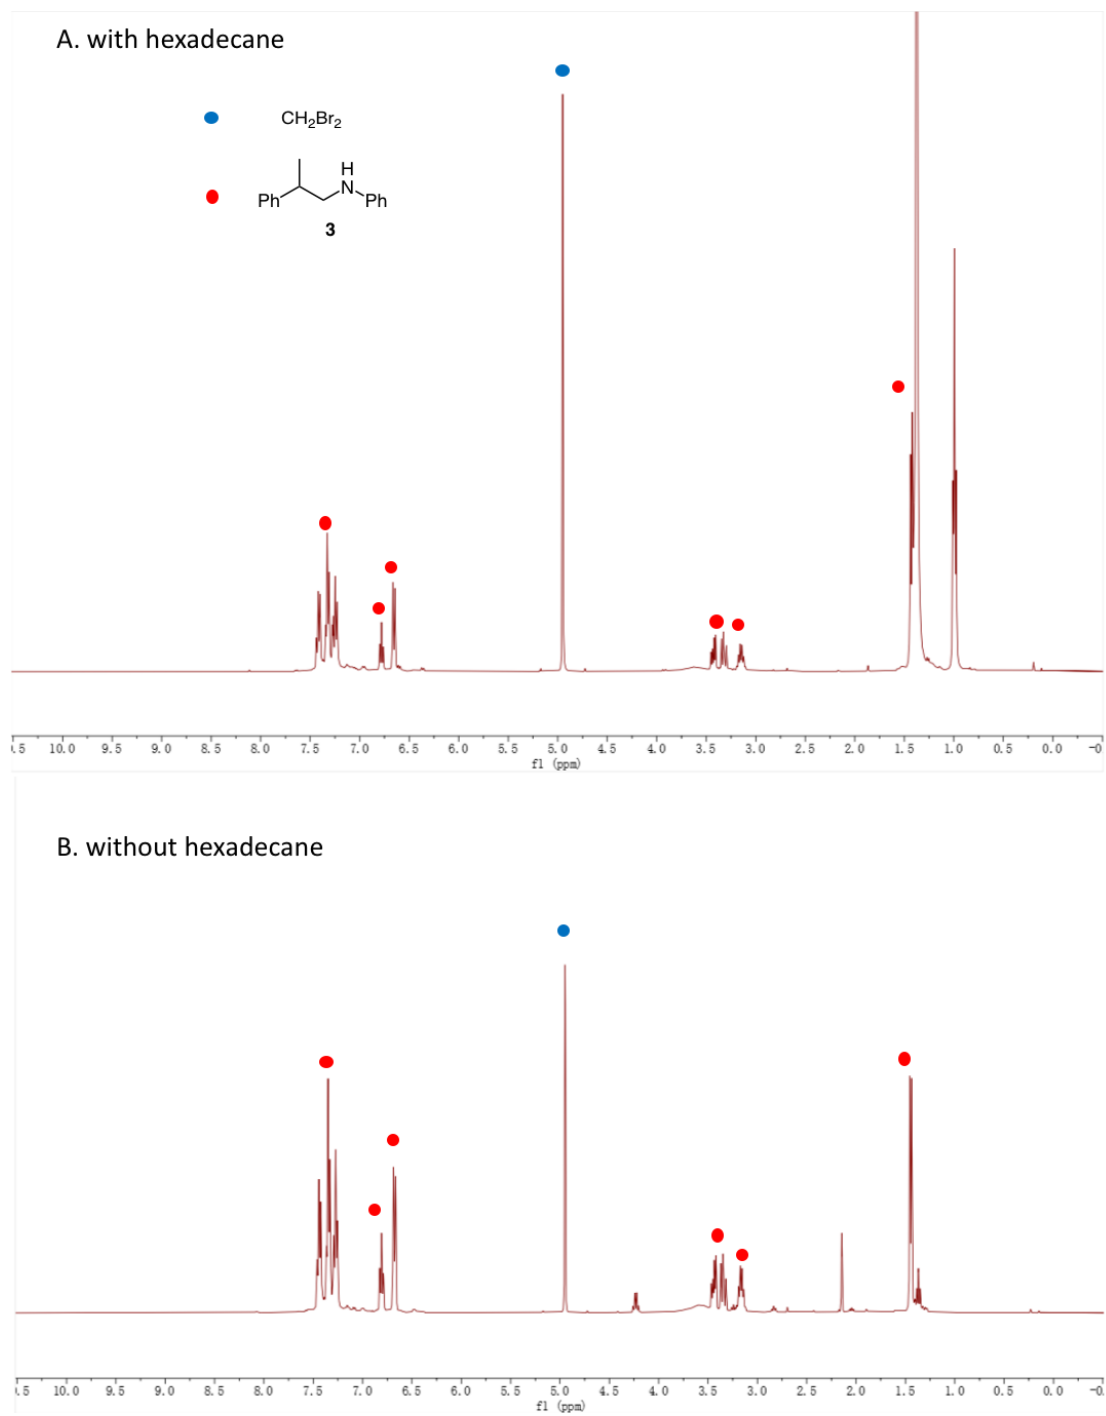 A. with hexadecane
CH2Br2
H
Ph N Ph
3
.5 10.0 9.5 9.0 8.5 8.0 7.5 7.0 6.5 6.0 5.5 5.0 4.5 4.0 3.5 3.0 2.5 2.0 1.5 1.0 0.5 0.0 -0
f1 (ppm)
B. without hexadecane
.5 10.0 9.5 9.0 8.5 8.0 7.5 7.0 6.5 6.0 5.5 5.0 4.5 4.0 3.5 3.0 2.5 2.0 1.5 1.0 0.5 0.0 -0.
f1 (ppm)